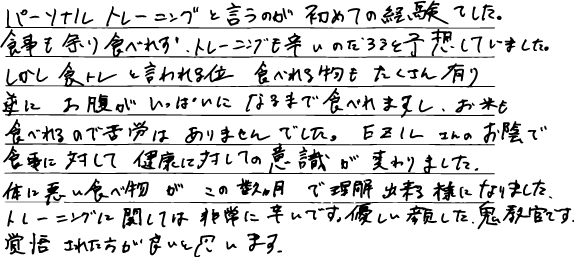 パーソナルトレーニングと言うのが初めての経験でした。
食事も余り食べれず、トレーニングも辛いのだろうと予想していました。
しかし食トレと言われる位 食べれる物もたくさん有り
逆にお腹がいっぱいになるまで食べれますし、お米も
食べれるので苦労はありませんでした。EZILさんのお陰で
食事に対して 健康に対しての意識が変わりました。
体に悪い食べ物がこの数ヵ月で理解出来る様になりました。
トレーニングに関しては非常に辛いです。優しい顔した、鬼教官です。
覚悟された方が良いと思います。